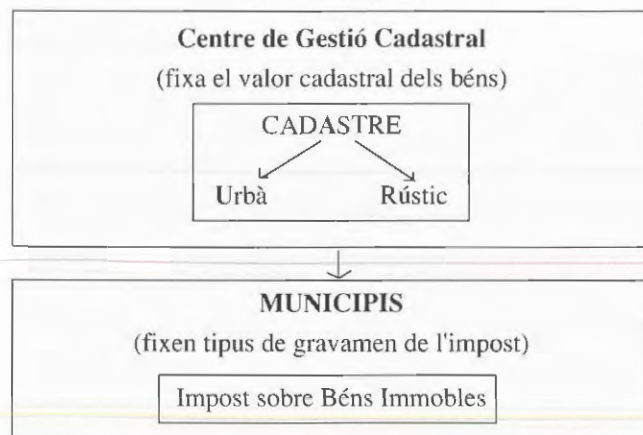 Centre de Gestió Cadastral
(fixa el valor cadastral dels béns)
CADASTRE
Urbà Rústic
MUNICIPIS
(fixen tipus de gravamen de l'impost)
Impost sobre Béns Immobles